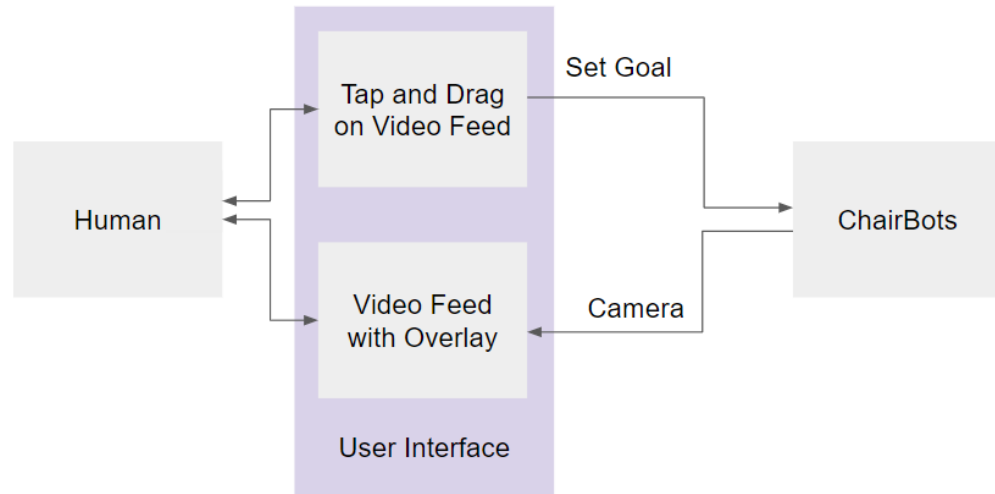 Tap and Drag
on Video Feed
Set Goal
Human
ChairBots
Video Feed
with Overlay
Camera
User Interface